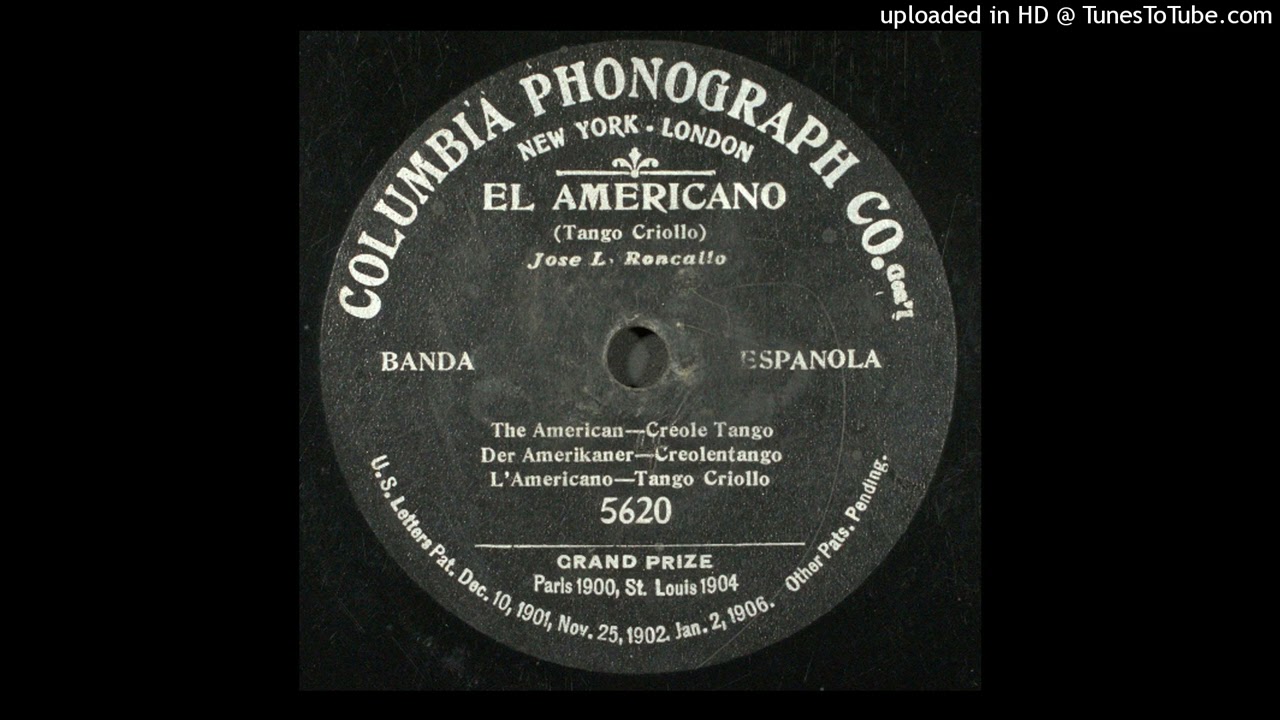 uploaded in HD @ TunesToTube.com
COLUMBIA PHONOGRAPH CO. Gen'l
NEW YORK - LONDON
EL AMERICANO
(Tango Criollo)
Jose L. Roncallo
BANDA ESPANOLA
The American—Creole Tango
Der Amerikaner—Creolentango
L'Americano—Tango Criollo
5620
GRAND PRIZE
Paris 1900, St. Louis 1904
U.S. Letters Pat. Dec. 10, 1901, Nov. 25, 1902. Jan. 2, 1906. Other Pats. Pending.